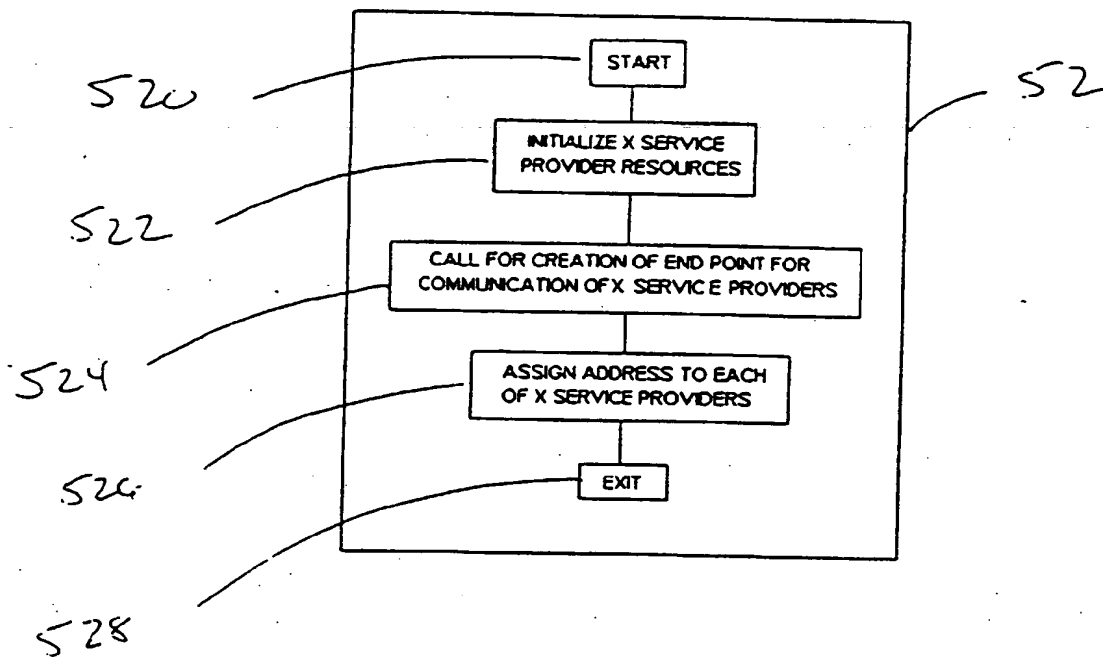 START
520
52
INITIALIZE X SERVICE
PROVIDER RESOURCES
522
CALL FOR CREATION OF END POINT FOR
COMMUNICATION OF X SERVICE PROVIDERS
524
ASSIGN ADDRESS TO EACH
OF X SERVICE PROVIDERS
526
EXIT
528